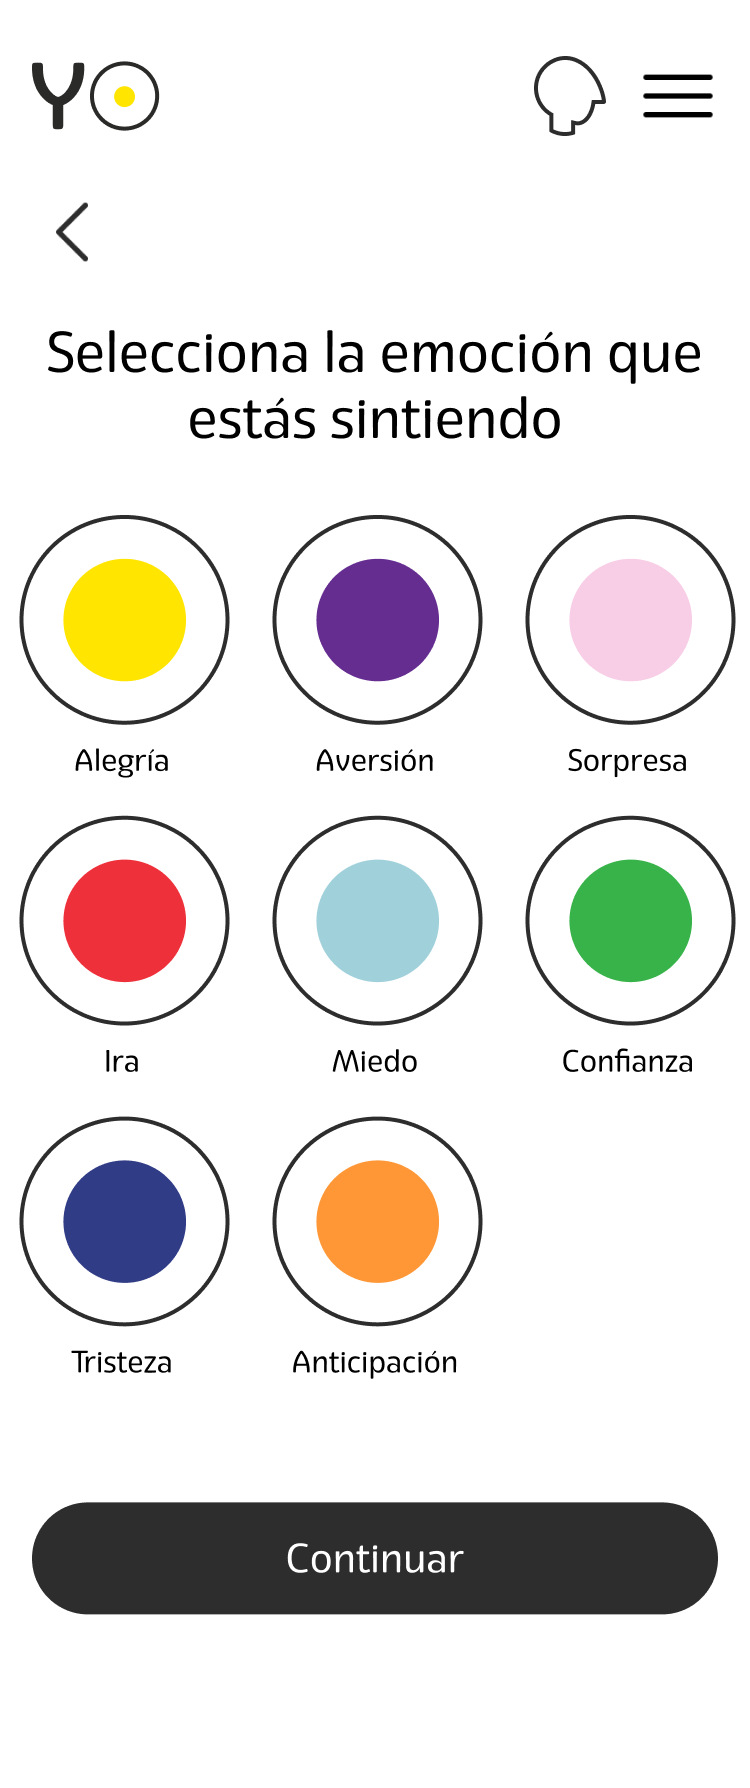 YO
Selecciona la emoción que
estás sintiendo
Alegría
Aversión
Sorpresa
Ira
Miedo
Confianza
Tristeza
Anticipación
Continuar